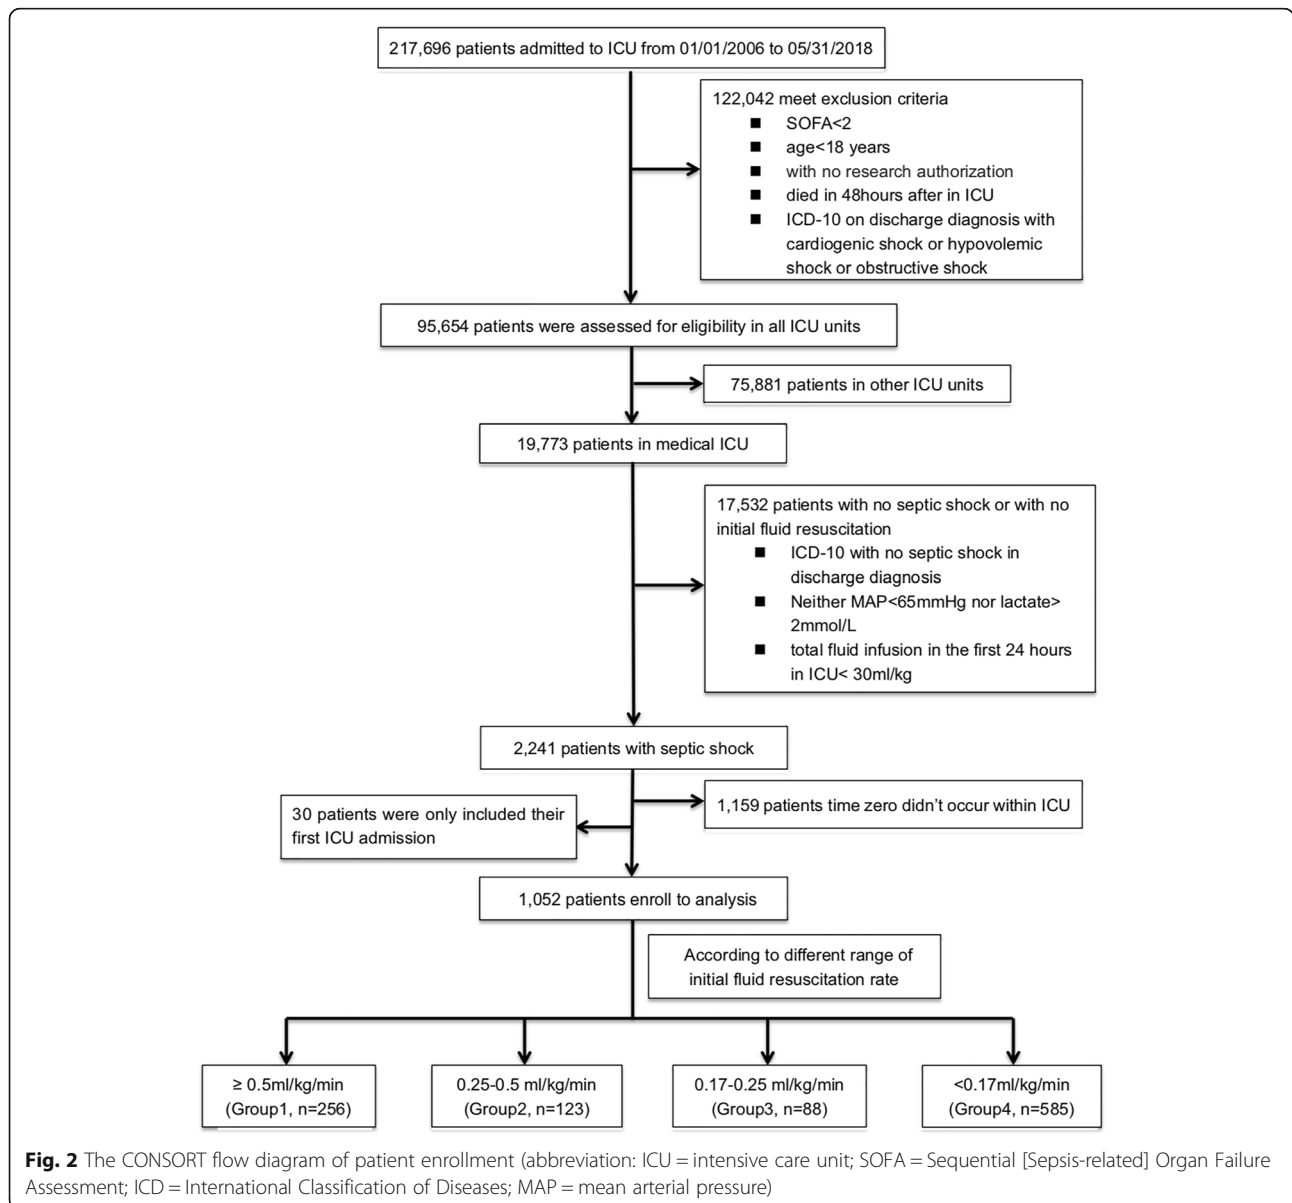 217,696 patients admitted to ICU from 01/01/2006 to 05/31/2018
122,042 meet exclusion criteria
■ SOFA<2
■ age<18 years
■ with no research authorization
■ died in 48hours after in ICU
■ ICD-10 on discharge diagnosis with
cardiogenic shock or hypovolemic
shock or obstructive shock
95,654 patients were assessed for eligibility in all ICU units
75,881 patients in other ICU units
19,773 patients in medical ICU
17,532 patients with no septic shock or with no
initial fluid resuscitation
■ ICD-10 with no septic shock in
discharge diagnosis
■ Neither MAP<65mmHg nor lactate>
2mmol/L
■ total fluid infusion in the first 24 hours
in ICU< 30ml/kg
2,241 patients with septic shock
1,159 patients time zero didn't occur within ICU
30 patients were only included their
first ICU admission
1,052 patients enroll to analysis
According to different range of
initial fluid resuscitation rate
≥ 0.5ml/kg/min
(Group1, n=256)
0.25-0.5 ml/kg/min
(Group2, n=123)
0.17-0.25 ml/kg/min
(Group3, n=88)
<0.17ml/kg/min
(Group4, n=585)
Fig. 2 The CONSORT flow diagram of patient enrollment (abbreviation: ICU = intensive care unit; SOFA = Sequential [Sepsis-related] Organ Failure
Assessment; ICD = International Classification of Diseases; MAP = mean arterial pressure)